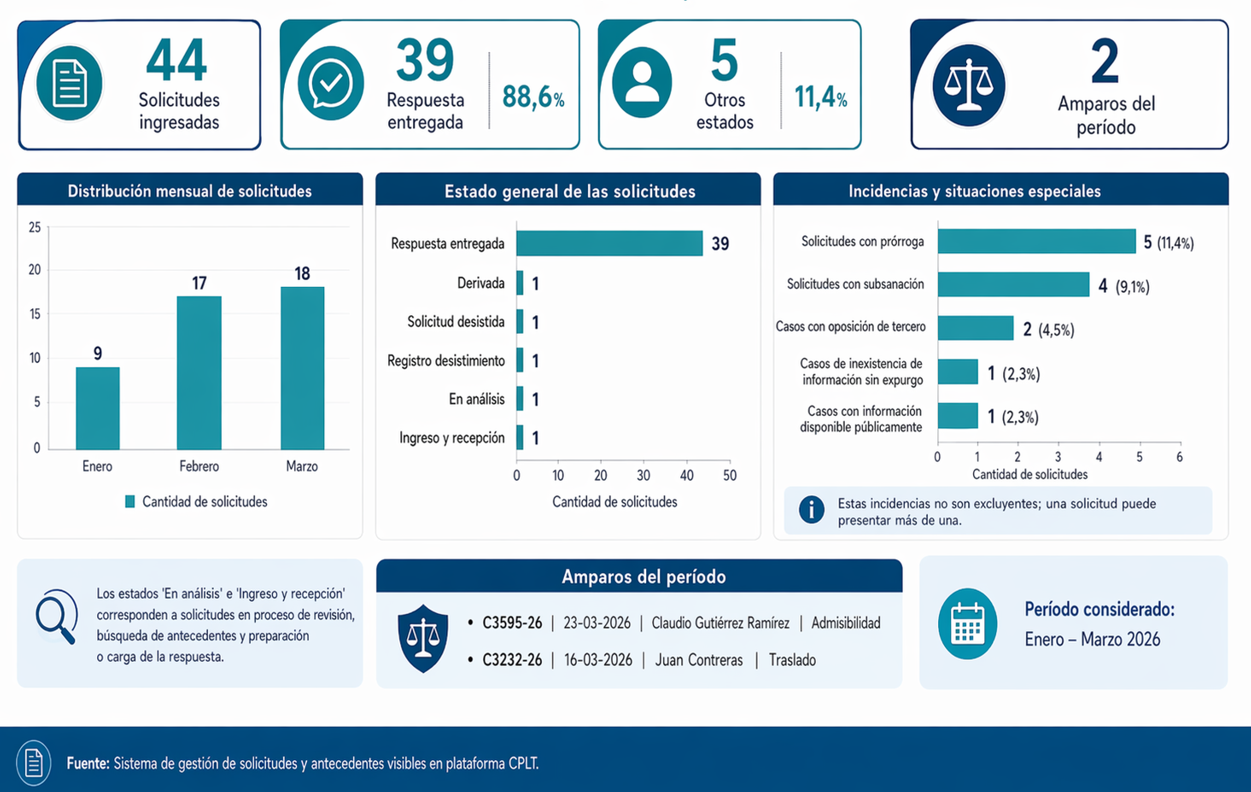 44
Solicitudes
ingresadas
39
Respuesta
entregada
88,6%
5
Otros
estados
11,4%
2
Amparos del
período
Distribución mensual de solicitudes
25
20
15
10
5
0
9
17
18
Enero
Febrero
Marzo
Cantidad de solicitudes
Estado general de las solicitudes
Respuesta entregada 39
Derivada 1
Solicitud desistida 1
Registro desistimiento 1
En análisis 1
Ingreso y recepción 1
0 10 20 30 40 50
Cantidad de solicitudes
Incidencias y situaciones especiales
Solicitudes con prórroga 5 (11,4%)
Solicitudes con subsanación 4 (9,1%)
Casos con oposición de tercero 2 (4,5%)
Casos de inexistencia de
información sin expurgo 1 (2,3%)
Casos con información
disponible públicamente 1 (2,3%)
0 1 2 3 4 5 6
Cantidad de solicitudes
i
Estas incidencias no son excluyentes; una solicitud puede
presentar más de una.
Los estados 'En análisis' e 'Ingreso y recepción'
corresponden a solicitudes en proceso de revisión,
búsqueda de antecedentes y preparación
o carga de la respuesta.
Amparos del período
• C3595-26 | 23-03-2026 | Claudio Gutiérrez Ramírez | Admisibilidad
• C3232-26 | 16-03-2026 | Juan Contreras | Traslado
Período considerado:
Enero – Marzo 2026
Fuente: Sistema de gestión de solicitudes y antecedentes visibles en plataforma CPLT.